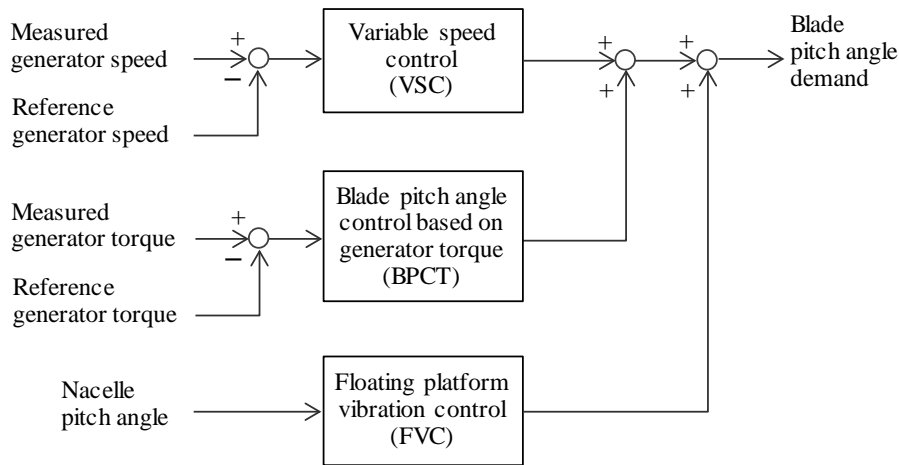 Measured
generator speed
+
−
Reference
generator speed
Variable speed
control
(VSC)
+
+
+
+
Blade
pitch angle
demand
Measured
generator torque
+
−
Reference
generator torque
Blade pitch angle
control based on
generator torque
(BPCT)
Nacelle
pitch angle
Floating platform
vibration control
(FVC)